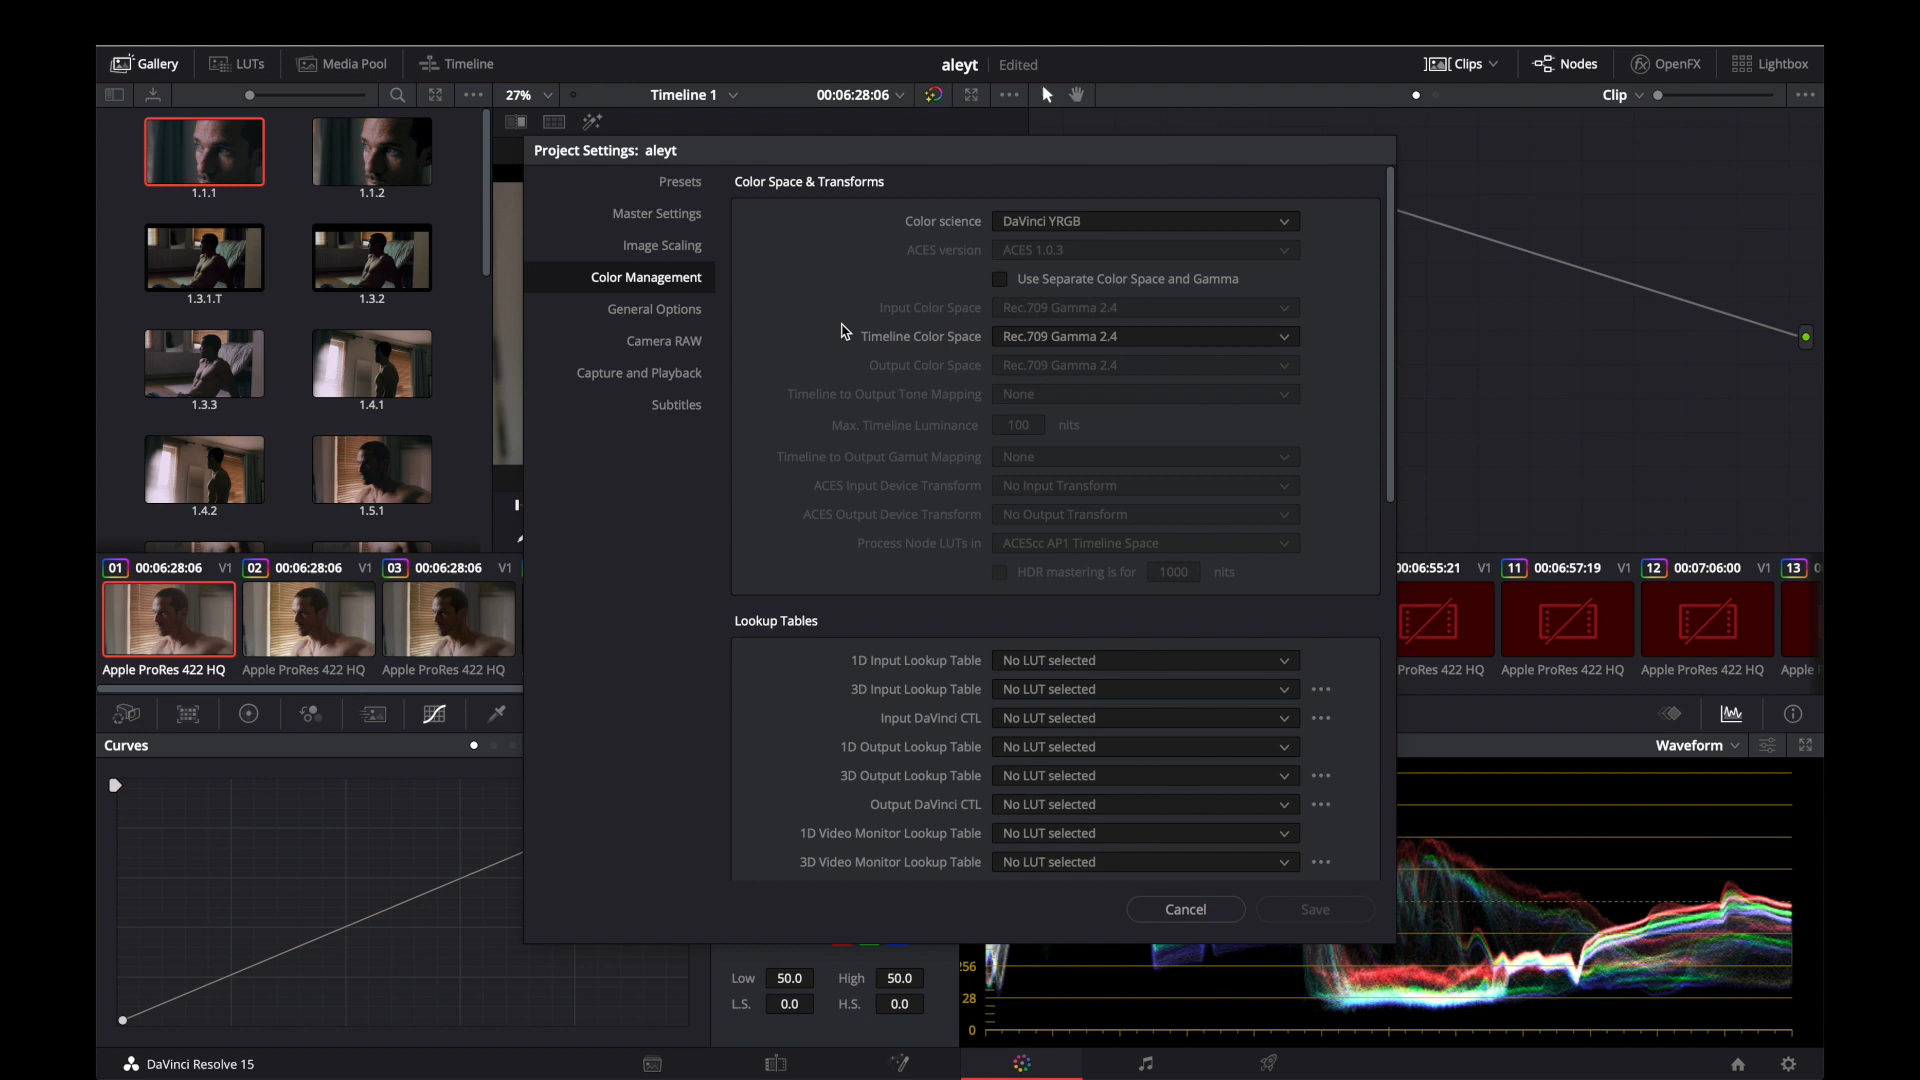 Gallery LUTs Media Pool Timeline aleyt Edited Clips Nodes OpenFX Lightbox
27% Timeline 1 00:06:28:06 Clip
Project Settings: aleyt
Presets
Master Settings
Image Scaling
Color Management
General Options
Camera RAW
Capture and Playback
Subtitles
Color Space & Transforms
Color science DaVinci YRGB
ACES version ACES 1.0.3
Use Separate Color Space and Gamma
Input Color Space Rec.709 Gamma 2.4
Timeline Color Space Rec.709 Gamma 2.4
Output Color Space Rec.709 Gamma 2.4
Timeline to Output Tone Mapping None
Max. Timeline Luminance 100 nits
Timeline to Output Gamut Mapping None
ACES Input Device Transform No Input Transform
ACES Output Device Transform No Output Transform
Process Node LUTs in ACEScc AP1 Timeline Space
HDR mastering is for 1000 nits
Lookup Tables
1D Input Lookup Table No LUT selected
3D Input Lookup Table No LUT selected
Input DaVinci CTL No LUT selected
1D Output Lookup Table No LUT selected
3D Output Lookup Table No LUT selected
Output DaVinci CTL No LUT selected
1D Video Monitor Lookup Table No LUT selected
3D Video Monitor Lookup Table No LUT selected
Cancel Save
1.1.1 1.1.2
1.3.1.T 1.3.2
1.3.3 1.4.1
1.4.2 1.5.1
01 00:06:28:06 V1 02 00:06:28:06 V1 03 00:06:28:06 V1
00:06:55:21 V1 11 00:06:57:19 V1 12 00:07:06:00 V1 13 0
Apple ProRes 422 HQ Apple ProRes 422 HQ Apple ProRes 422 HQ
ProRes 422 HQ Apple ProRes 422 HQ Apple ProRes 422 HQ Apple
Curves
Waveform
Low 50.0 High 50.0
L.S. 0.0 H.S. 0.0
256
28
0
DaVinci Resolve 15